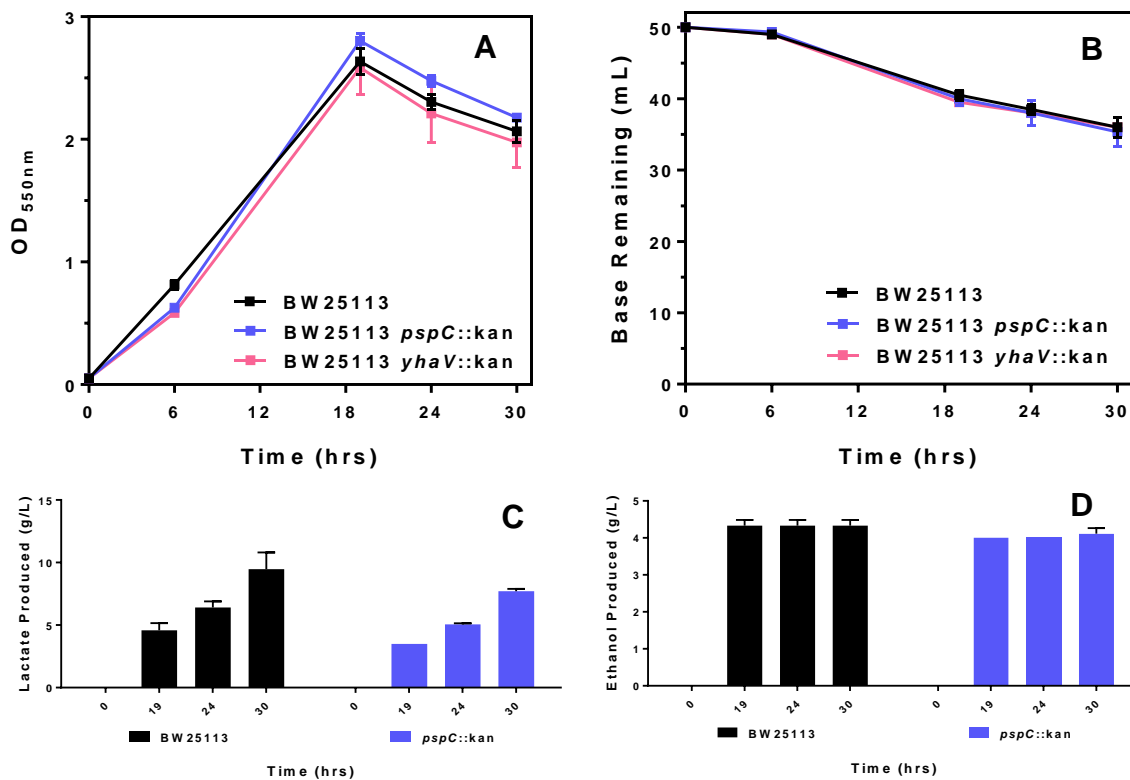 A
3
2
1
0
OD550nm
BW25113
BW25113 pspC::kan
BW25113 yhaV::kan
0 6 12 18 24 30
Time (hrs)
B
50
40
30
20
10
0
Base Remaining (mL)
BW25113
BW25113 pspC::kan
BW25113 yhaV::kan
0 6 12 18 24 30
Time (hrs)
C
15
10
5
0
Lactate Produced (g/L)
0 19 24 30 0 19 24 30
BW25113 pspC::kan
Time (hrs)
D
5
4
3
2
1
0
Ethanol Produced (g/L)
0 19 24 30 0 19 24 30
BW25113 pspC::kan
Time (hrs)